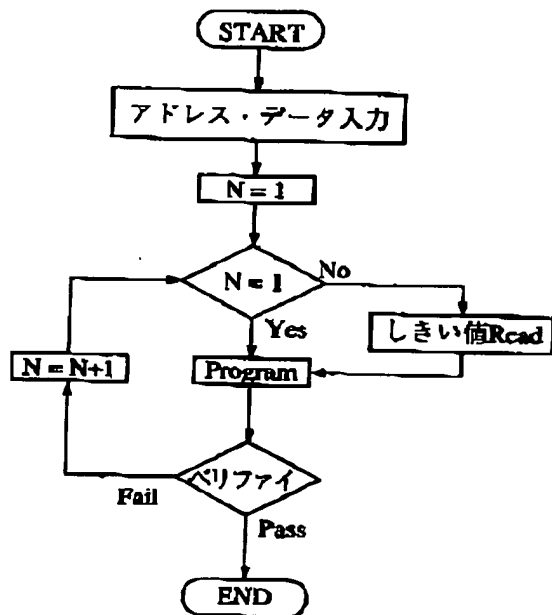 START
アドレス・データ入力
N = 1
N = 1
No
Yes
しきい値Read
N = N+1
Program
ベリファイ
Fail
Pass
END